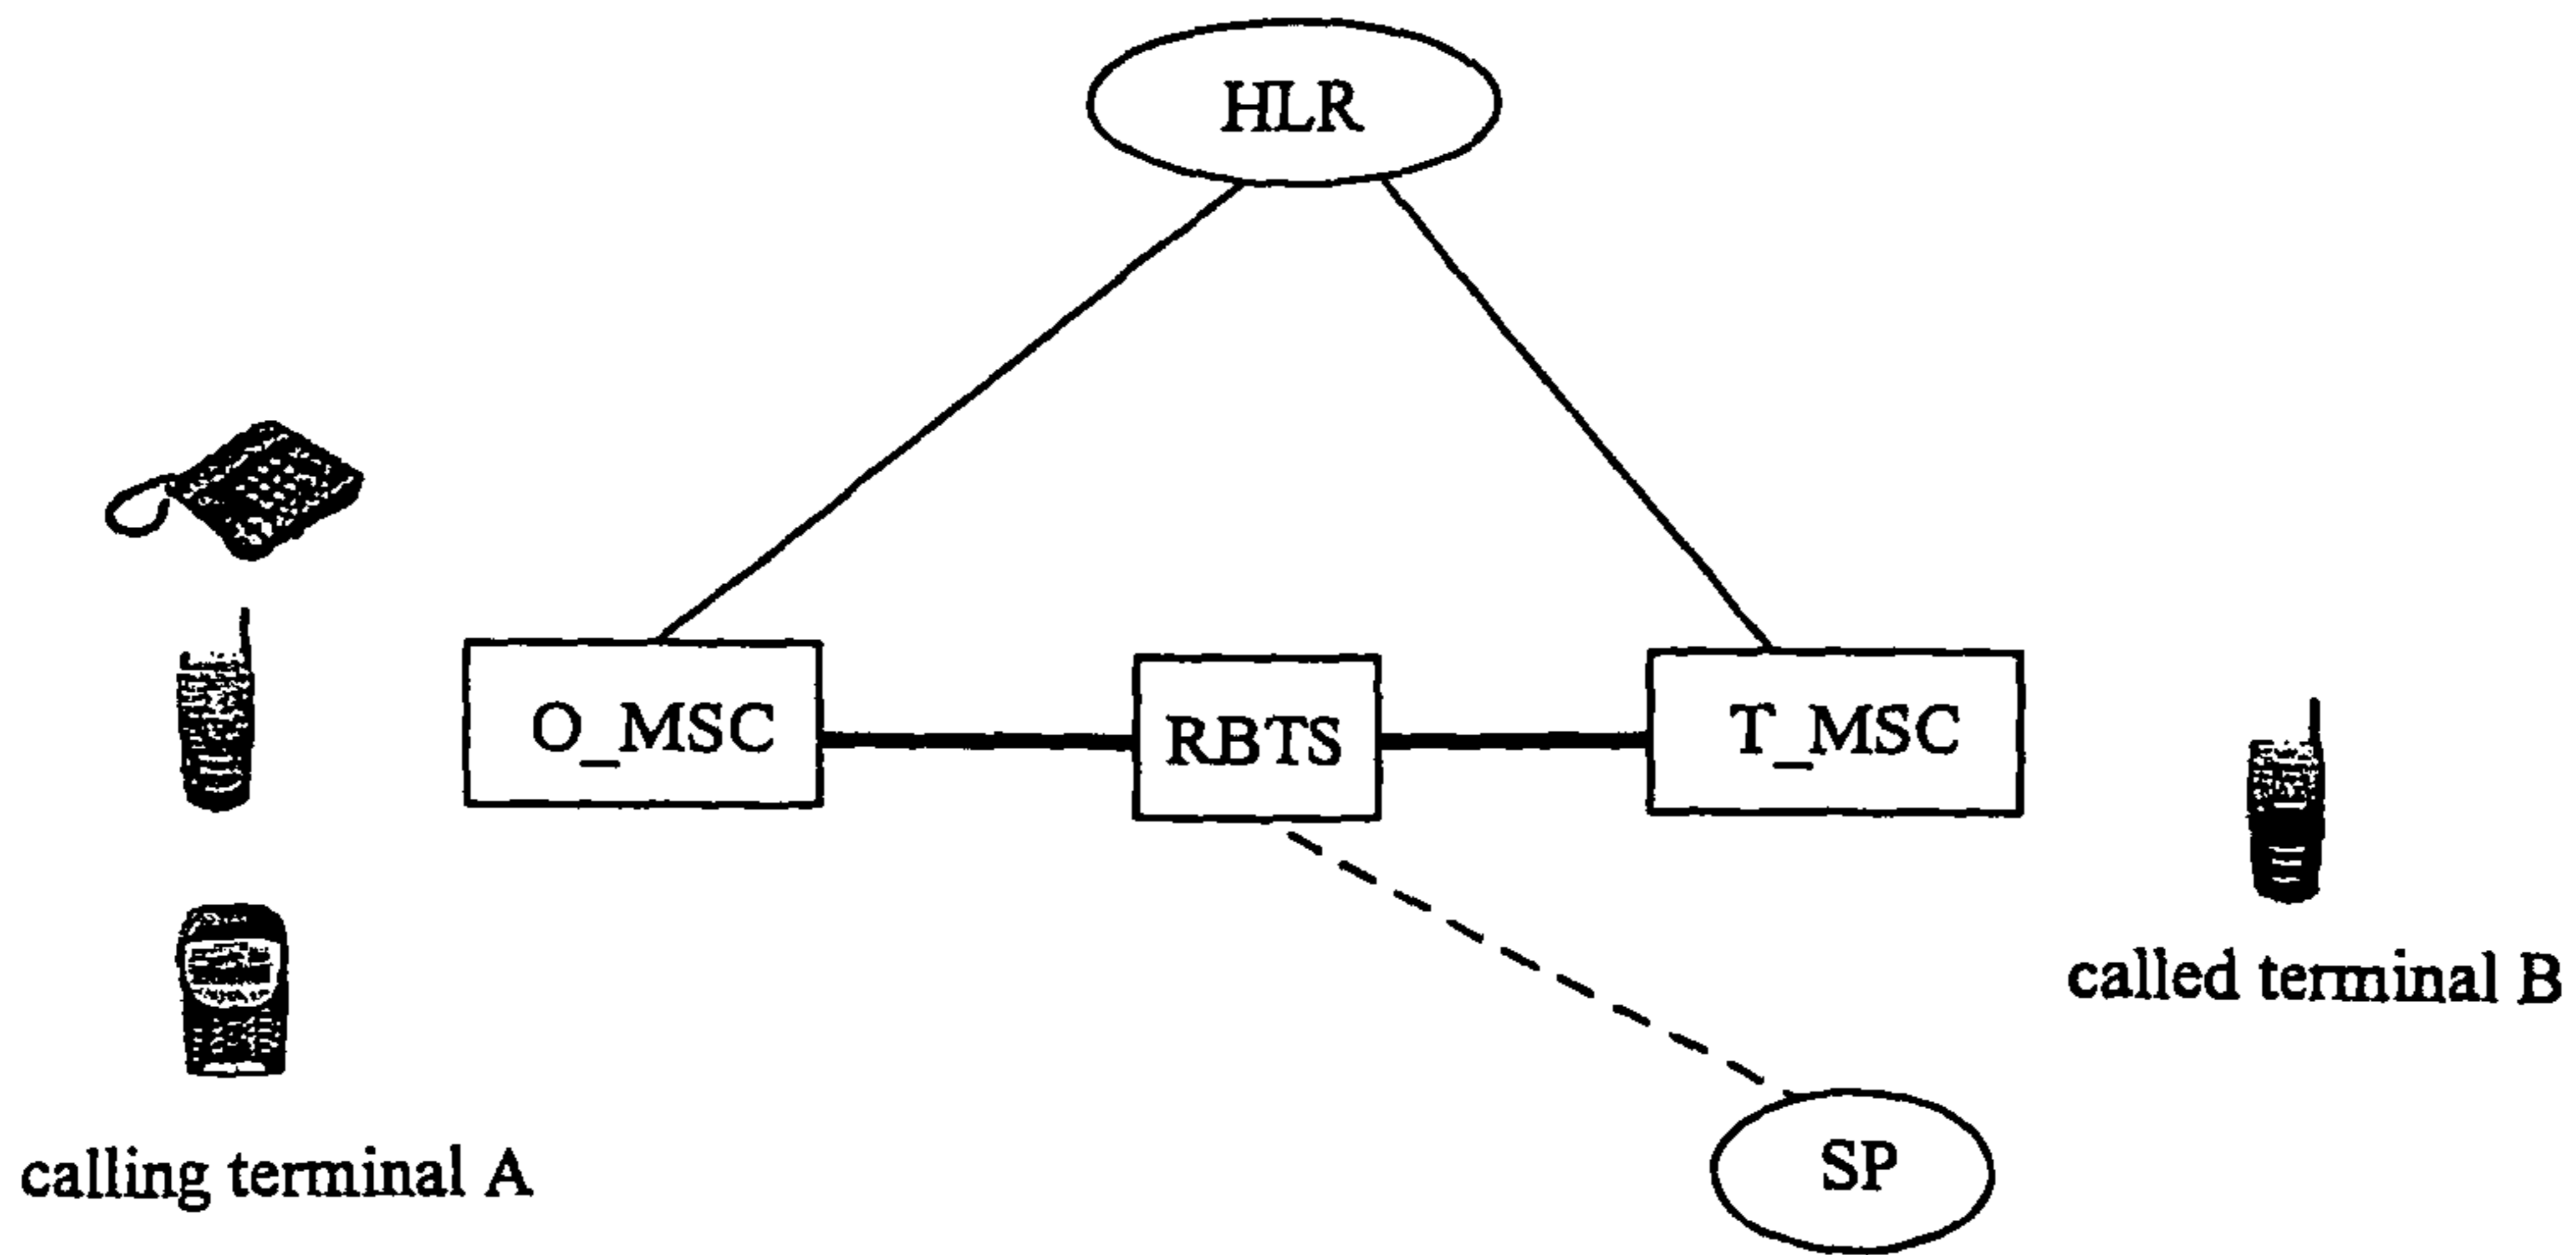 HLR
O_MSC
RBTS
T_MSC
called terminal B
calling terminal A
SP